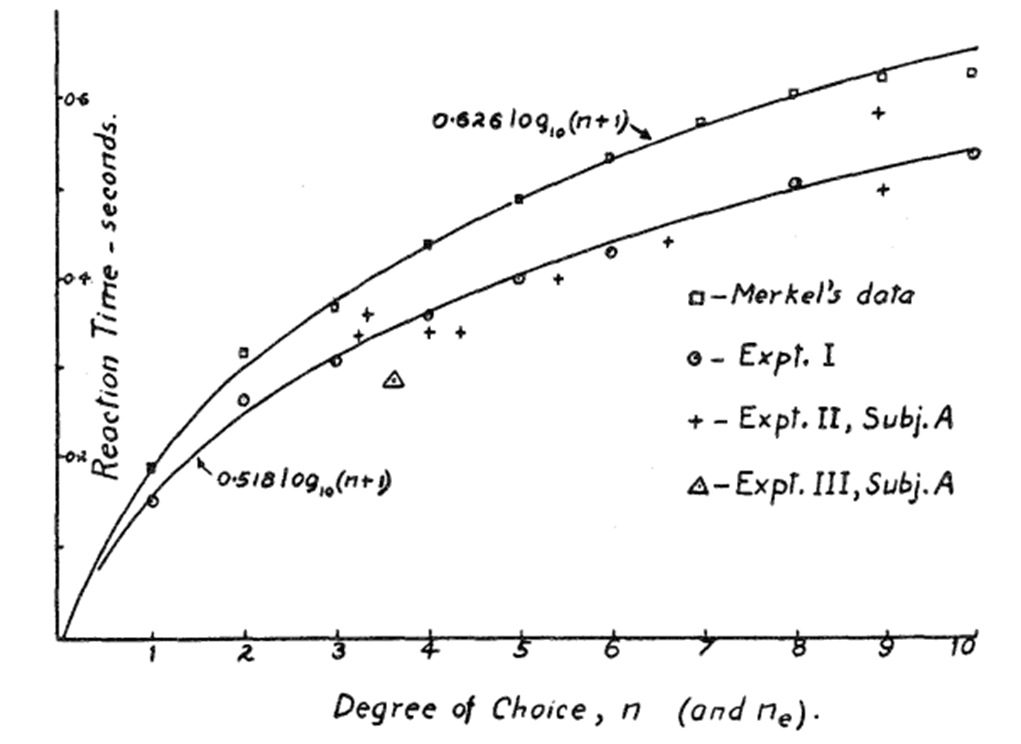 0.6
0.626 log₁₀(n+1)
Reaction Time - seconds.
0.4
□ - Merkel's data
⊙ - Expt. I
+ - Expt. II, Subj. A
0.2
0.518 log₁₀(n+1)
△ - Expt. III, Subj. A
1 2 3 4 5 6 7 8 9 10
Degree of Choice, n (and nₑ).